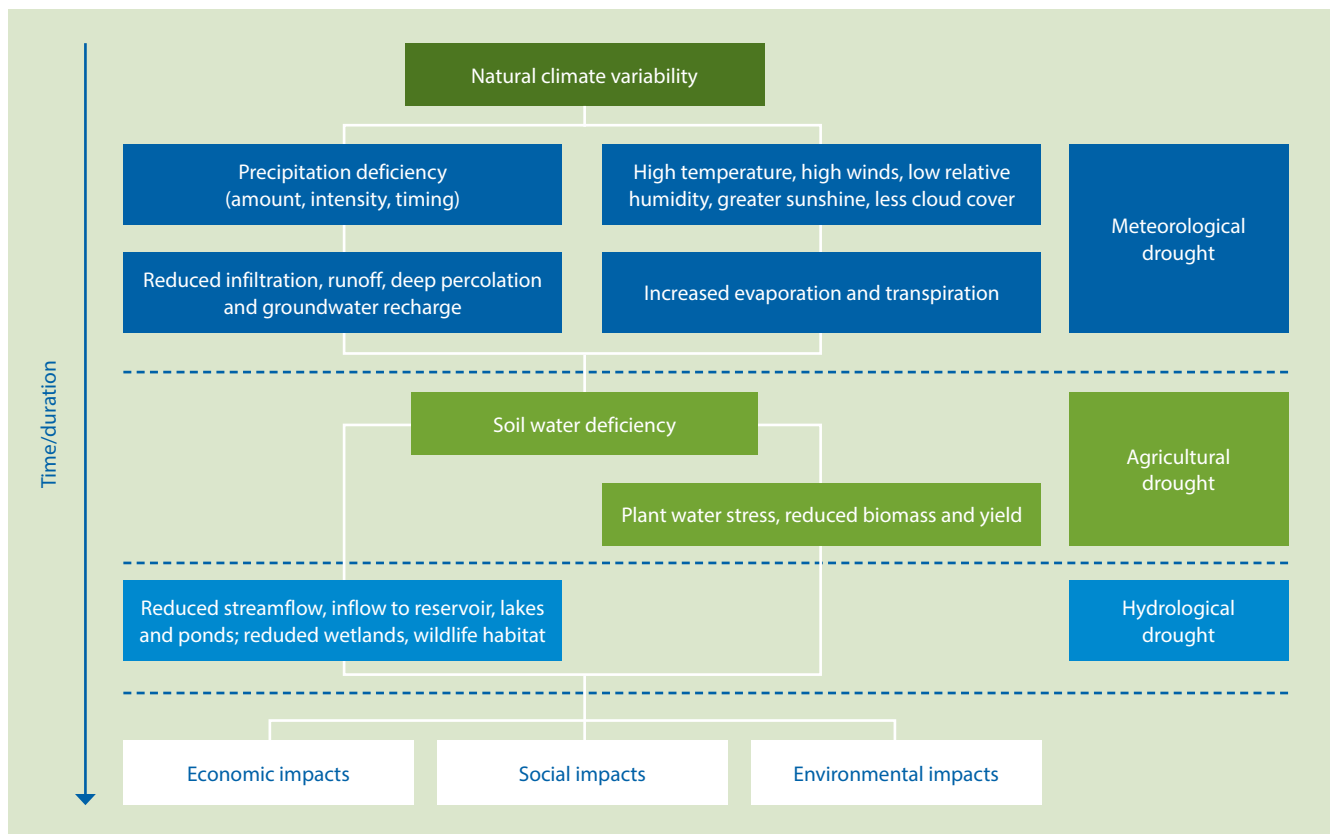 Natural climate variability
Precipitation deficiency
(amount, intensity, timing)
High temperature, high winds, low relative
humidity, greater sunshine, less cloud cover
Meteorological
drought
Reduced infiltration, runoff, deep percolation
and groundwater recharge
Increased evaporation and transpiration
Time/duration
Soil water deficiency
Agricultural
drought
Plant water stress, reduced biomass and yield
Reduced streamflow, inflow to reservoir, lakes
and ponds; reduded wetlands, wildlife habitat
Hydrological
drought
Economic impacts
Social impacts
Environmental impacts